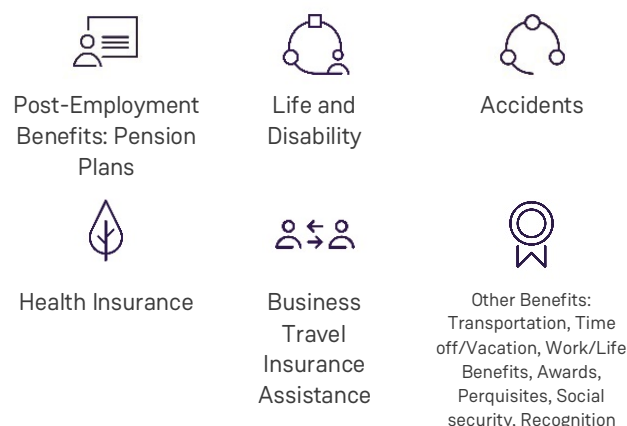 Post-Employment
Benefits: Pension
Plans
Life and
Disability
Accidents
Health Insurance
Business
Travel
Insurance
Assistance
Other Benefits:
Transportation, Time
off/Vacation, Work/Life
Benefits, Awards,
Perquisites, Social
security, Recognition